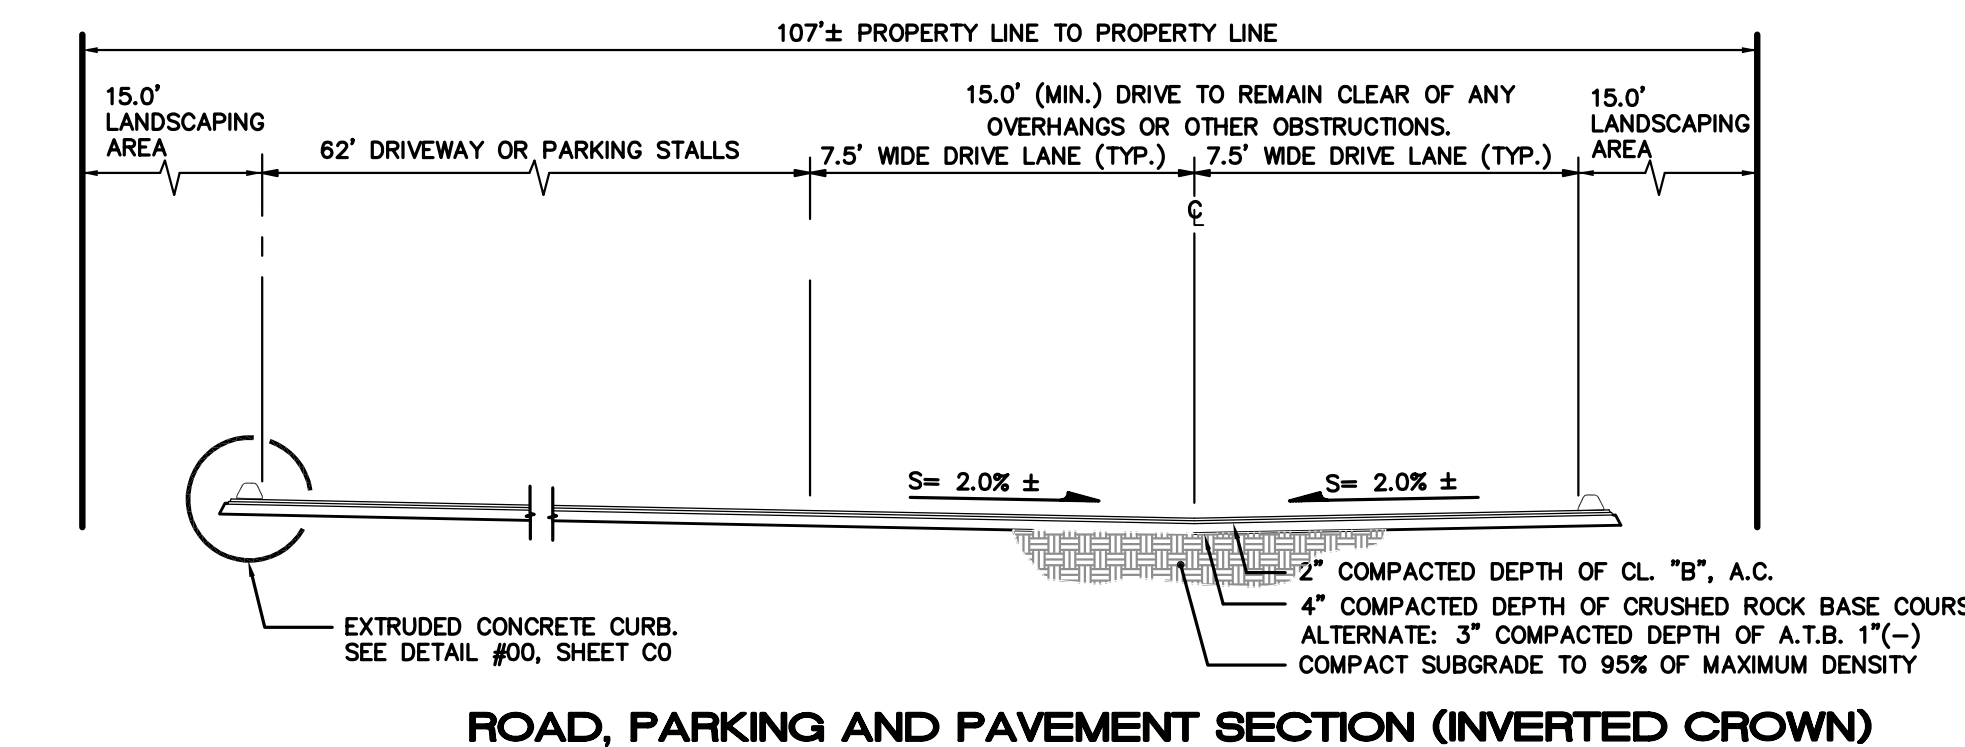 107'± PROPERTY LINE TO PROPERTY LINE
15.0'
LANDSCAPING
AREA
62' DRIVEWAY OR PARKING STALLS
15.0' (MIN.) DRIVE TO REMAIN CLEAR OF ANY
OVERHANGS OR OTHER OBSTRUCTIONS.
7.5' WIDE DRIVE LANE (TYP.)
7.5' WIDE DRIVE LANE (TYP.)
15.0'
LANDSCAPING
AREA
℄
S= 2.0% ±
S= 2.0% ±
2" COMPACTED DEPTH OF CL. "B", A.C.
4" COMPACTED DEPTH OF CRUSHED ROCK BASE COURS
ALTERNATE: 3" COMPACTED DEPTH OF A.T.B. 1"(-)
COMPACT SUBGRADE TO 95% OF MAXIMUM DENSITY
EXTRUDED CONCRETE CURB.
SEE DETAIL #00, SHEET C0
ROAD, PARKING AND PAVEMENT SECTION (INVERTED CROWN)